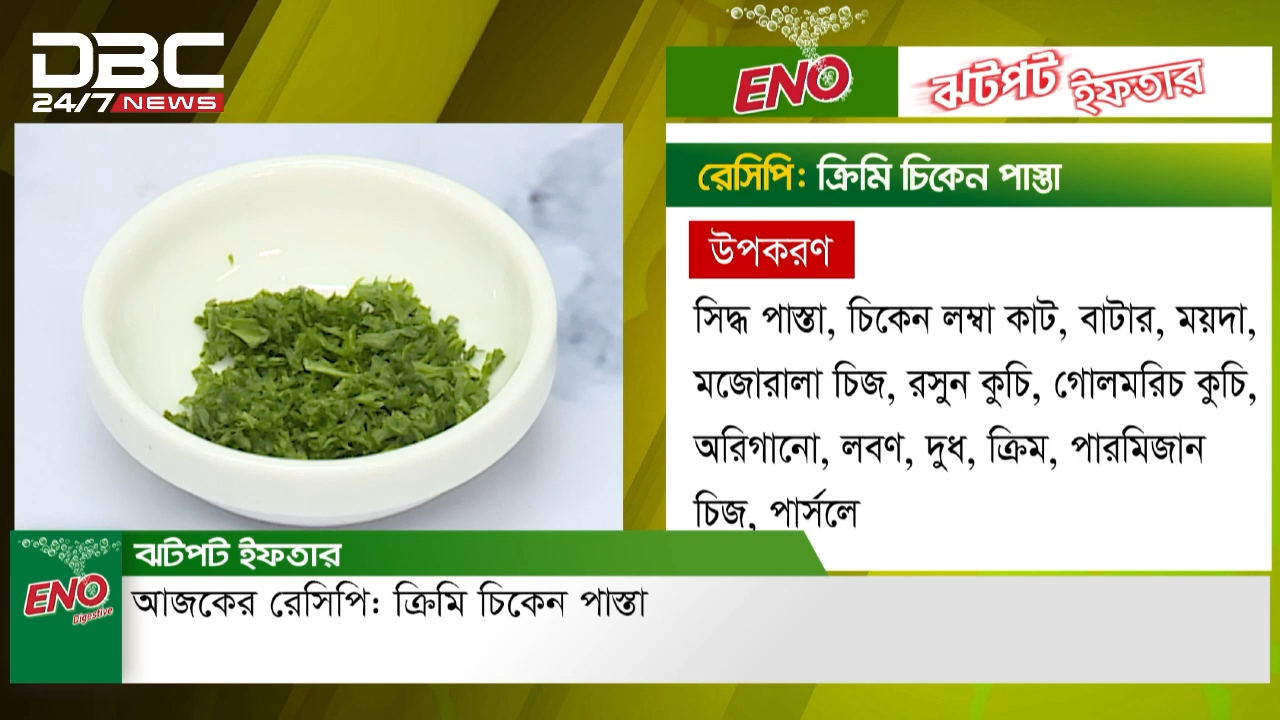 DBC
24/7 NEWS
ENO
ঝটপট ইফতার
রেসিপি: ক্রিমি চিকেন পাস্তা
উপকরণ
সিদ্ধ পাস্তা, চিকেন লম্বা কাট, বাটার, ময়দা,
মজোরালা চিজ, রসুন কুচি, গোলমরিচ কুচি,
অরিগানো, লবণ, দুধ, ক্রিম, পারমিজান
চিজ, পার্সলে
ঝটপট ইফতার
ENO
Digestive
আজকের রেসিপি: ক্রিমি চিকেন পাস্তা